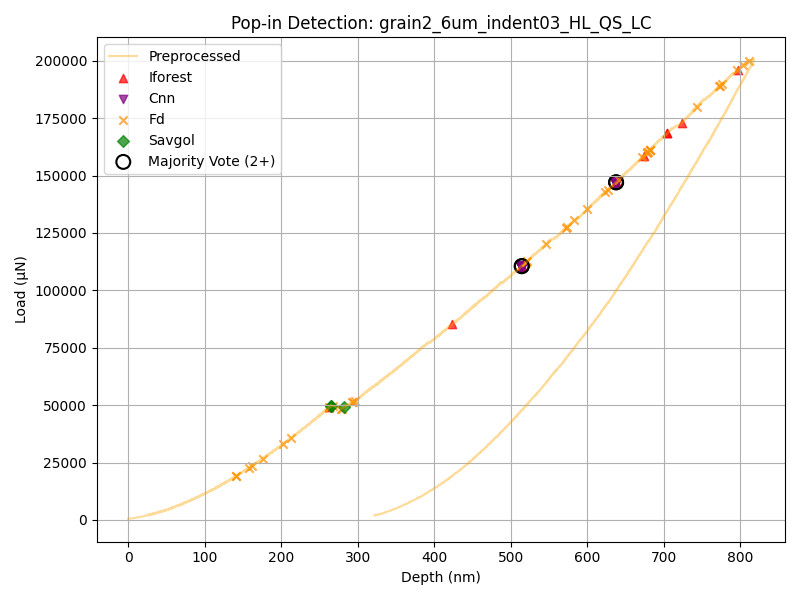 Pop-in Detection: grain2_6um_indent03_HL_QS_LC
Preprocessed
Iforest
Cnn
Fd
Savgol
Majority Vote (2+)
200000
175000
150000
125000
100000
75000
50000
25000
0
Load (µN)
0 100 200 300 400 500 600 700 800
Depth (nm)